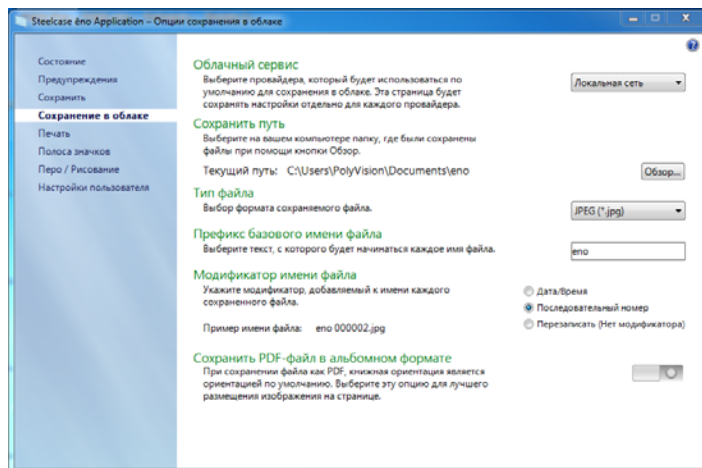 Steelcase ēno Application – Опции сохранения в облаке
Состояние
Предупреждения
Сохранить
Сохранение в облаке
Печать
Полоса значков
Перо / Рисование
Настройки пользователя
Облачный сервис
Выберите провайдера, который будет использоваться по
умолчанию для сохранения в облаке. Эта страница будет
сохранять настройки отдельно для каждого провайдера.
Локальная сеть
Сохранить путь
Выберите на вашем компьютере папку, где были сохранены
файлы при помощи кнопки Обзор.
Текущий путь: C:\Users\PolyVision\Documents\eno
Обзор...
Тип файла
Выбор формата сохраняемого файла.
JPEG (*.jpg)
Префикс базового имени файла
Выберите текст, с которого будет начинаться каждое имя файла.
eno
Модификатор имени файла
Укажите модификатор, добавляемый к имени каждого
сохраненного файла.
Пример имени файла: eno 000002.jpg
Дата/Время
Последовательный номер
Перезаписать (Нет модификатора)
Сохранить PDF-файл в альбомном формате
При сохранении файла как PDF, книжная ориентация является
ориентацией по умолчанию. Выберите эту опцию для лучшего
размещения изображения на странице.